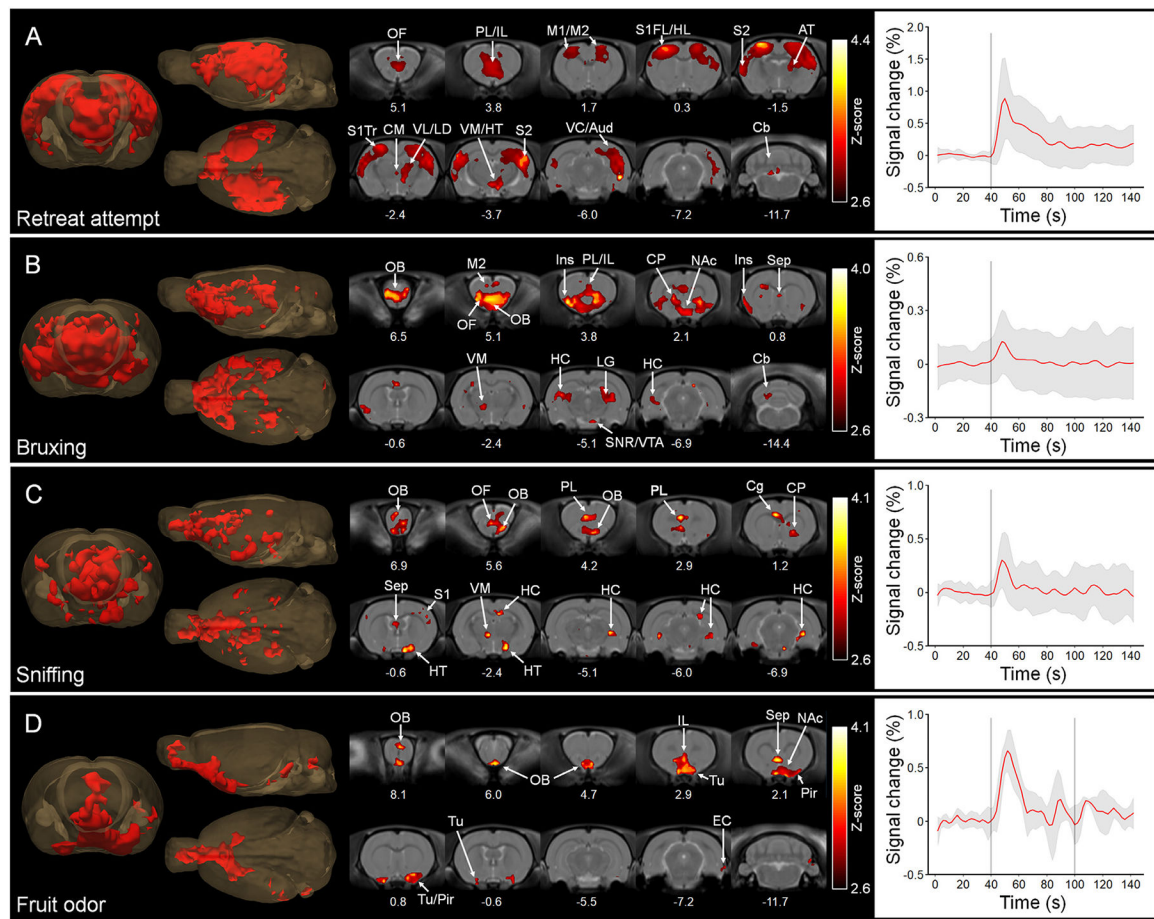 A
OF
PL/IL
M1/M2
S1FL/HL
S2
AT
5.1
3.8
1.7
0.3
-1.5
S1Tr
CM
VL/LD
VM/HT
S2
VC/Aud
Cb
-2.4
-3.7
-6.0
-7.2
-11.7
Retreat attempt
4.4
Z-score
2.6
Signal change (%)
1.5
1.0
0.5
0
-0.5
0 20 40 60 80 100 120 140
Time (s)
B
OB
M2
OF
OB
Ins
PL/IL
CP
NAc
Ins
Sep
6.5
5.1
3.8
2.1
0.8
VM
HC
LG
HC
Cb
SNR/VTA
-0.6
-2.4
-5.1
-6.9
-14.4
Bruxing
4.0
Z-score
2.6
Signal change (%)
0.6
0.3
0
-0.3
0 20 40 60 80 100 120 140
Time (s)
C
OB
OF
OB
PL
OB
PL
Cg
CP
6.9
5.6
4.2
2.9
1.2
Sep
S1
HT
VM
HC
HT
HC
HC
HC
-0.6
-2.4
-5.1
-6.0
-6.9
Sniffing
4.1
Z-score
2.6
Signal change (%)
1.0
0.5
0
-0.5
0 20 40 60 80 100 120 140
Time (s)
D
OB
OB
IL
Tu
Sep
NAc
Pir
8.1
6.0
4.7
2.9
2.1
Tu/Pir
Tu
EC
0.8
-0.6
-5.5
-7.2
-11.7
Fruit odor
4.1
Z-score
2.6
Signal change (%)
1.0
0.5
0
-0.5
0 20 40 60 80 100 120 140
Time (s)